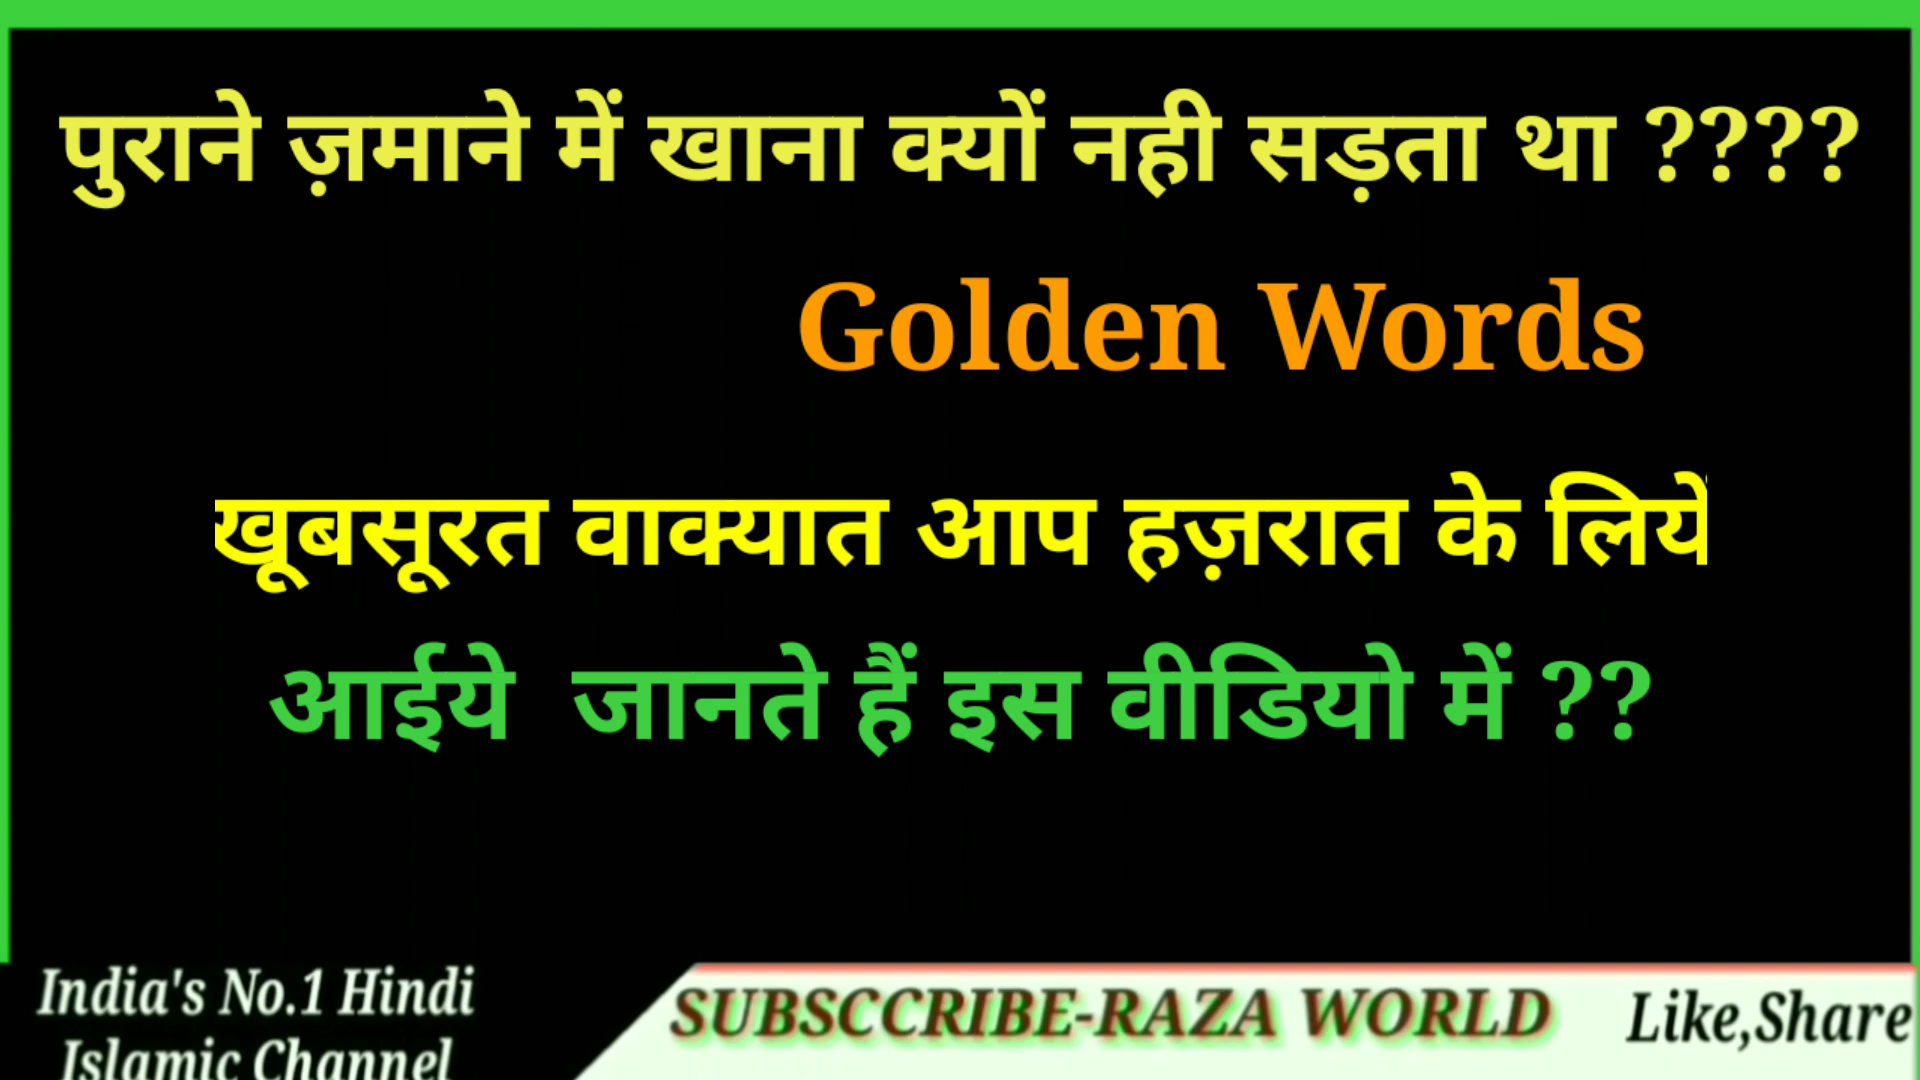 पुराने ज़माने में खाना क्यों नही सड़ता था ????
Golden Words
खूबसूरत वाक्यात आप हज़रात के लिये
आईये जानते हैं इस वीडियो में ??
India's No.1 Hindi
Islamic Channel
SUBSCCRIBE-RAZA WORLD
Like,Share